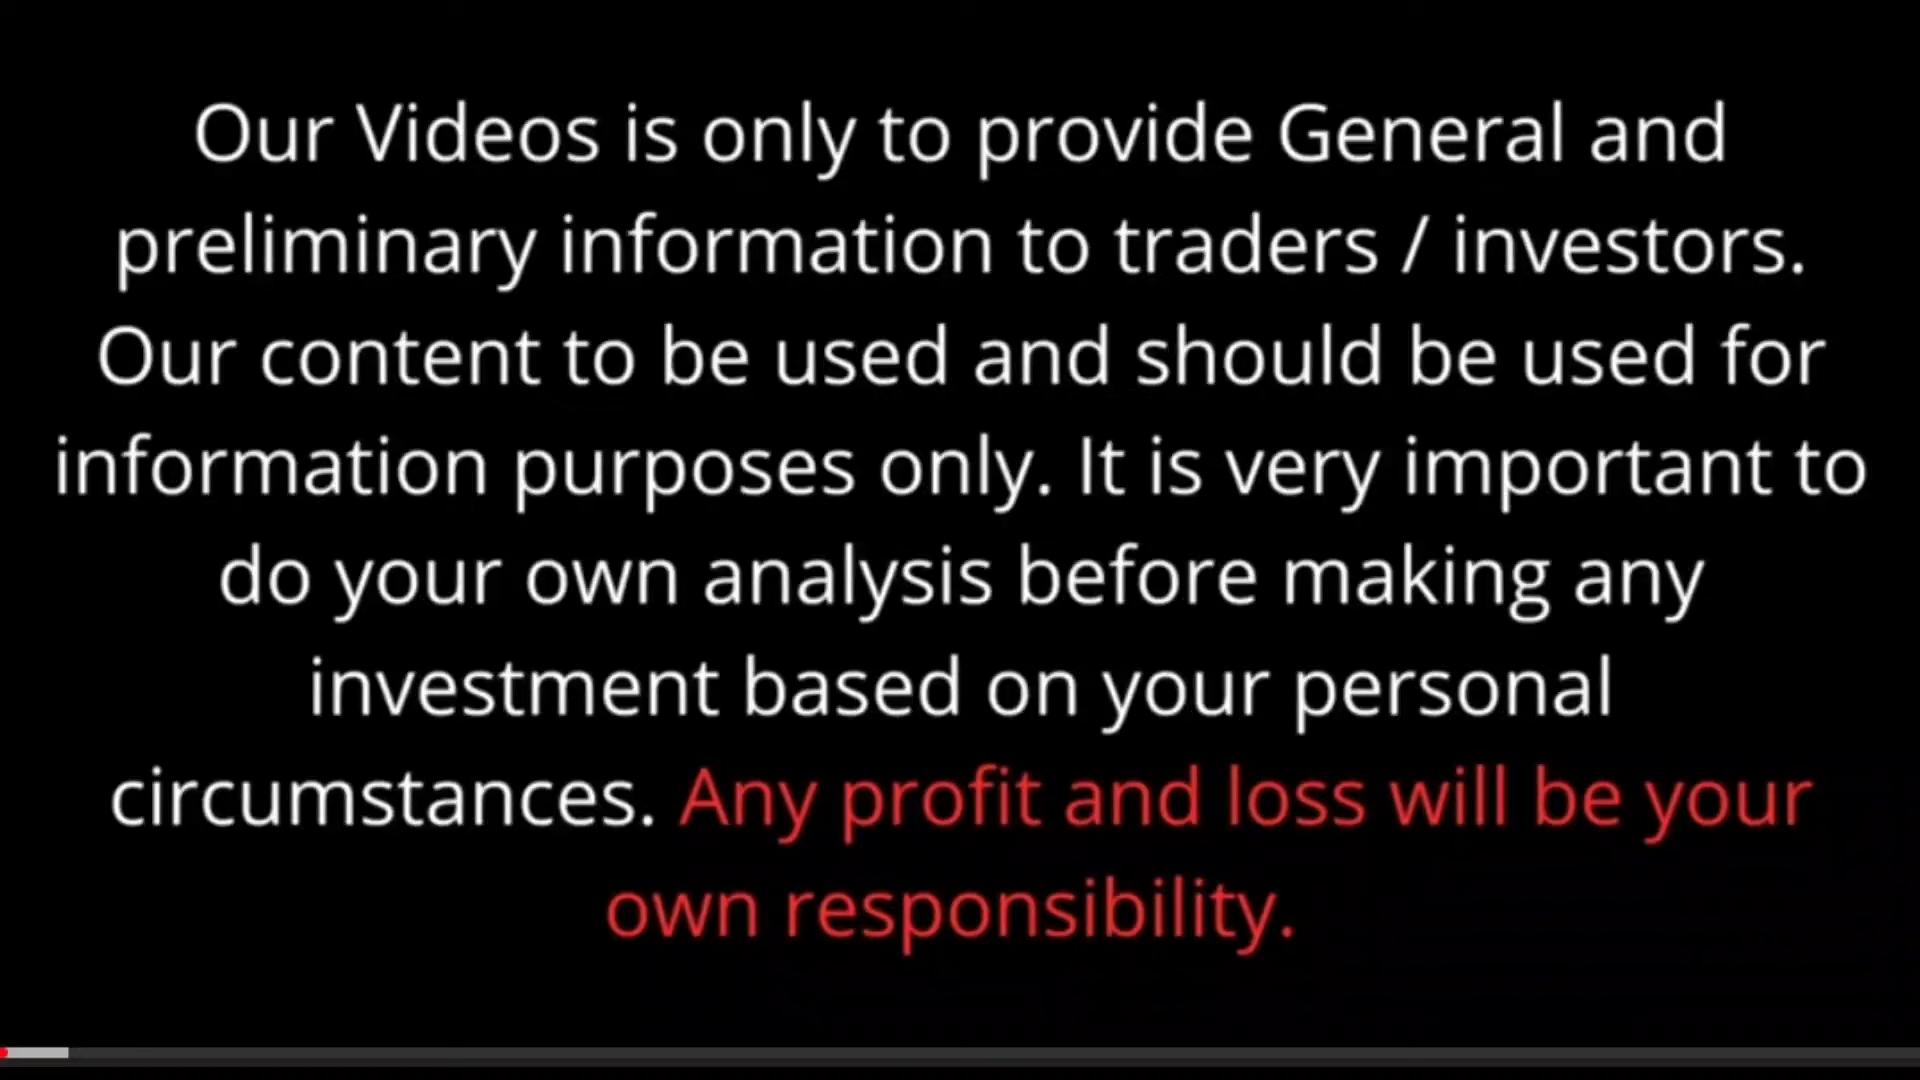 Our Videos is only to provide General and
preliminary information to traders / investors.
Our content to be used and should be used for
information purposes only. It is very important to
do your own analysis before making any
investment based on your personal
circumstances. Any profit and loss will be your
own responsibility.